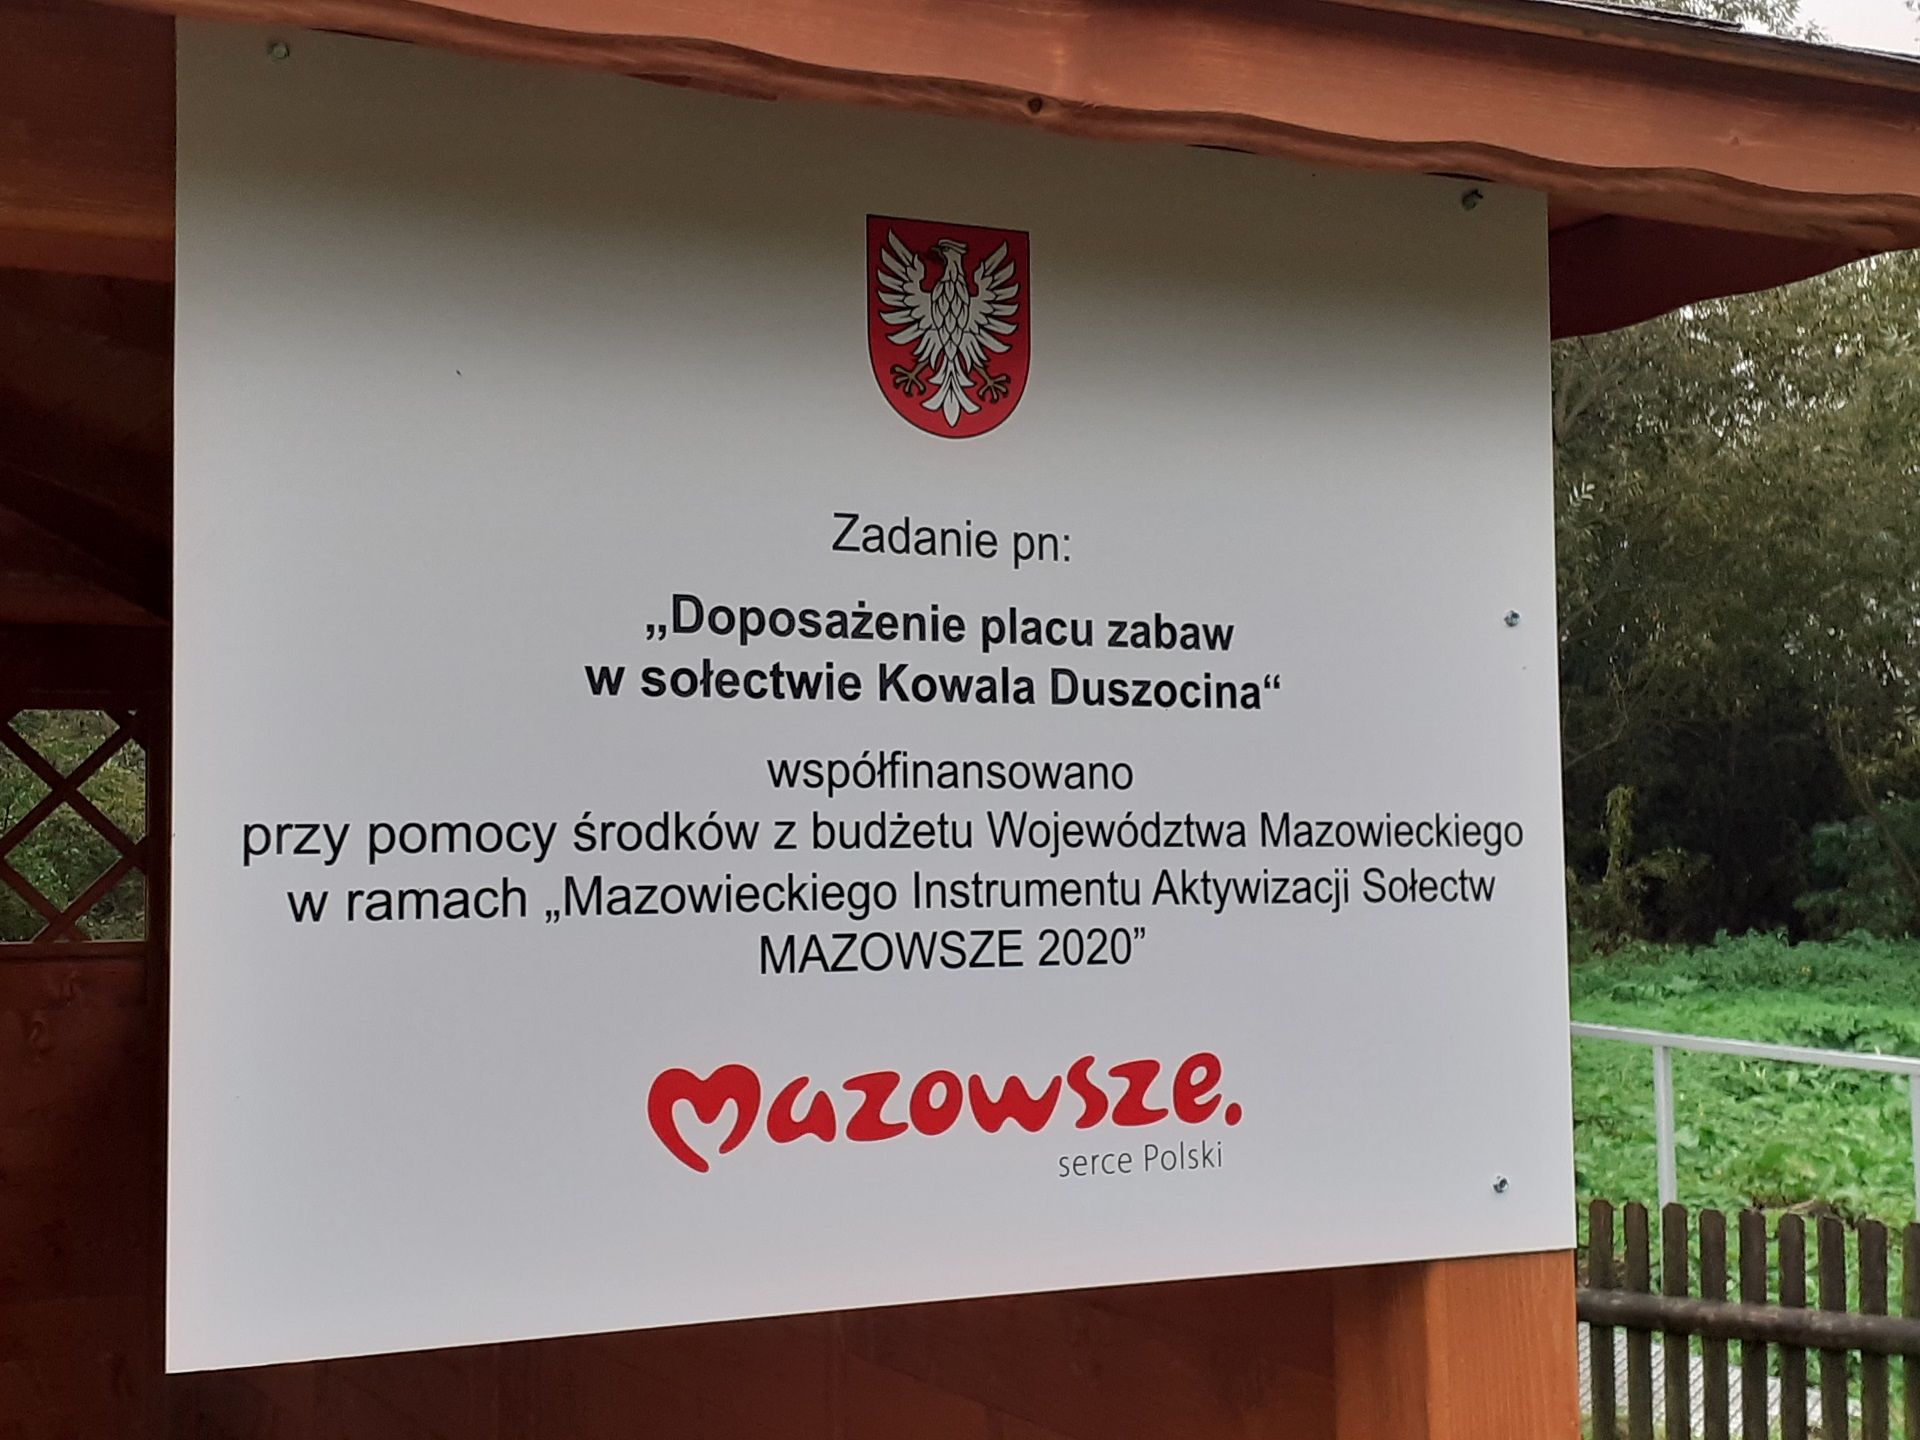 Zadanie pn:
„Doposażenie placu zabaw
w sołectwie Kowala Duszocina“
współfinansowano
przy pomocy środków z budżetu Województwa Mazowieckiego
w ramach „Mazowieckiego Instrumentu Aktywizacji Sołectw
MAZOWSZE 2020”
mazowsze.
serce Polski